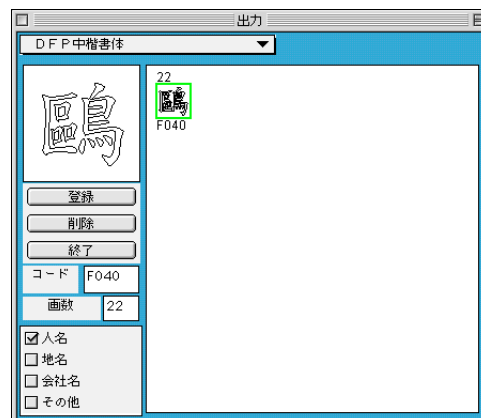 出力
DFP中楷書体
鷗
登録
削除
終了
コード F040
画数 22
人名
地名
会社名
その他
22
鷗
F040